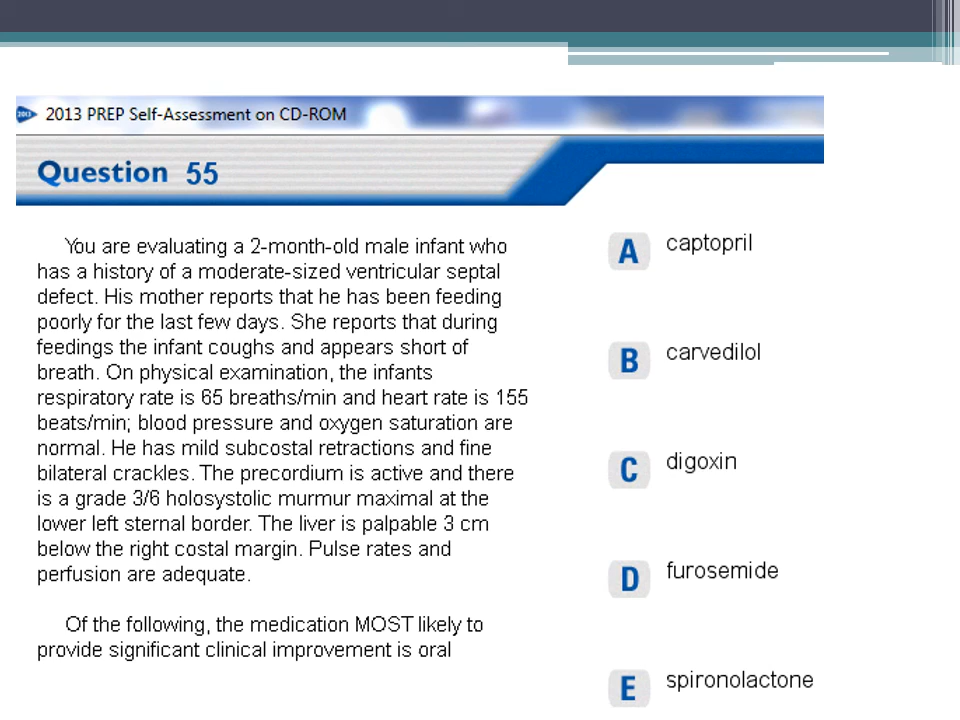 2013 PREP Self-Assessment on CD-ROM
Question 55
You are evaluating a 2-month-old male infant who
has a history of a moderate-sized ventricular septal
defect. His mother reports that he has been feeding
poorly for the last few days. She reports that during
feedings the infant coughs and appears short of
breath. On physical examination, the infants
respiratory rate is 65 breaths/min and heart rate is 155
beats/min; blood pressure and oxygen saturation are
normal. He has mild subcostal retractions and fine
bilateral crackles. The precordium is active and there
is a grade 3/6 holosystolic murmur maximal at the
lower left sternal border. The liver is palpable 3 cm
below the right costal margin. Pulse rates and
perfusion are adequate.
Of the following, the medication MOST likely to
provide significant clinical improvement is oral
A captopril
B carvedilol
C digoxin
D furosemide
E spironolactone